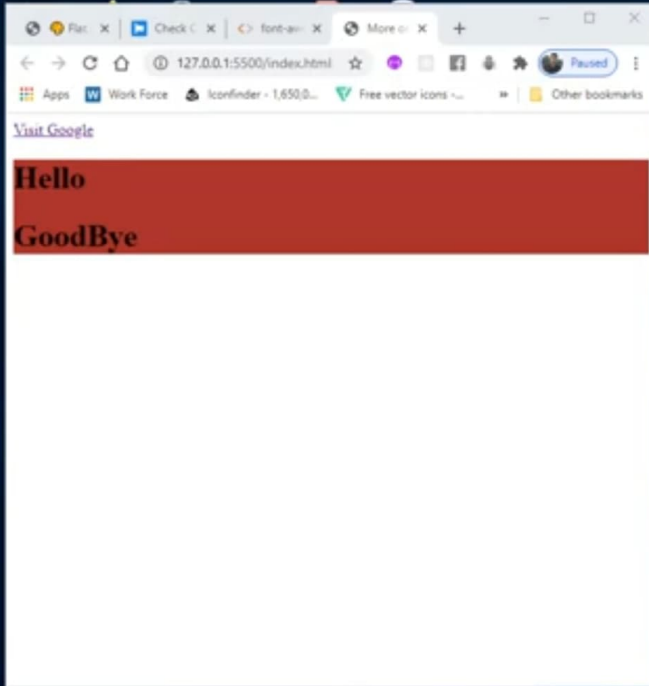 Flat Check C font-aw More o
127.0.0.1:5500/index.html Paused
Apps Work Force Iconfinder - 1,650,0... Free vector icons -... Other bookmarks
Visit Google
Hello
GoodBye